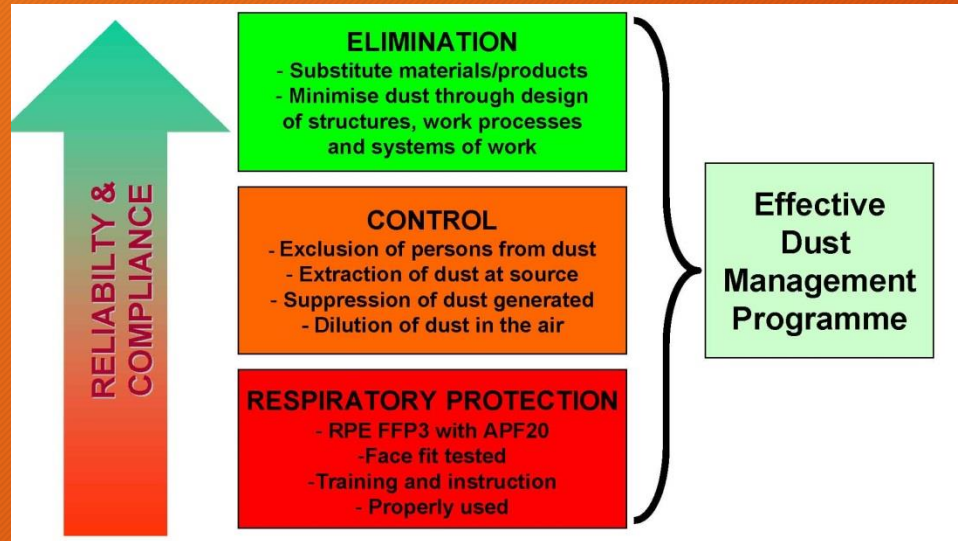 RELIABILTY &
COMPLIANCE
ELIMINATION
- Substitute materials/products
- Minimise dust through design
of structures, work processes
and systems of work
CONTROL
- Exclusion of persons from dust
- Extraction of dust at source
- Suppression of dust generated
- Dilution of dust in the air
RESPIRATORY PROTECTION
- RPE FFP3 with APF20
-Face fit tested
-Training and instruction
- Properly used
Effective
Dust
Management
Programme